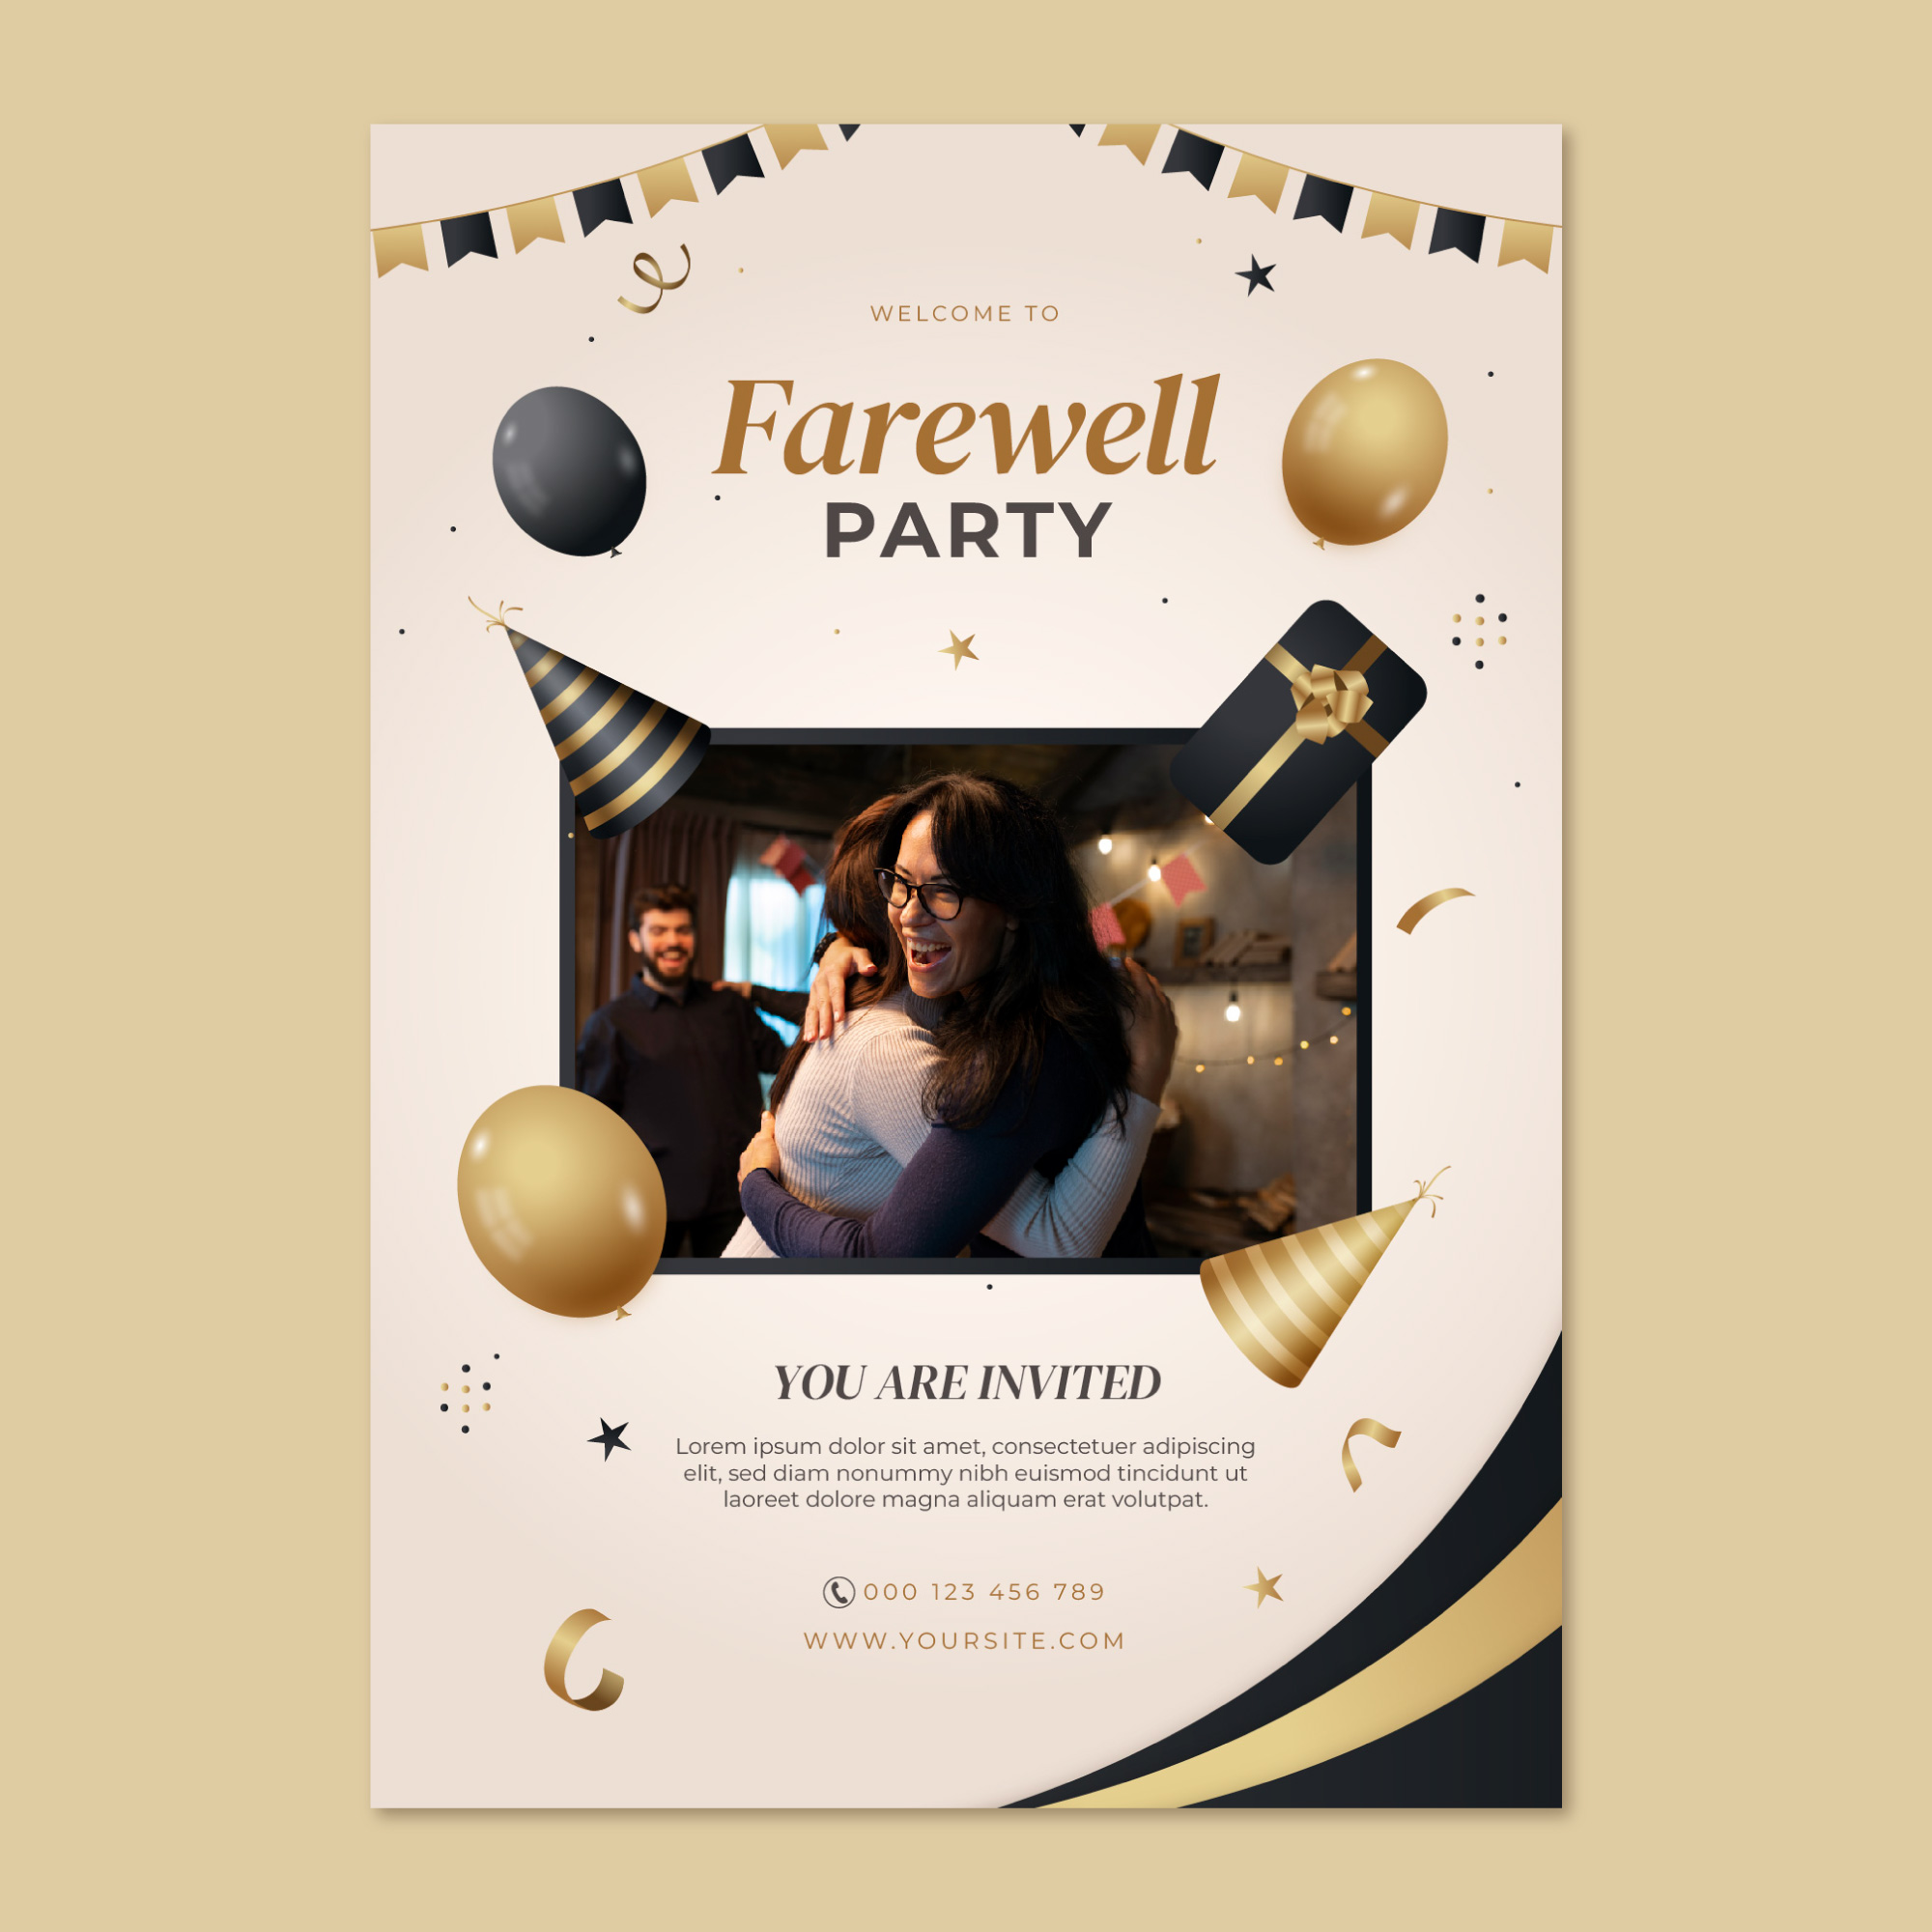 WELCOME TO
Farewell
PARTY
YOU ARE INVITED
Lorem ipsum dolor sit amet, consectetuer adipiscing
elit, sed diam nonummy nibh euismod tincidunt ut
laoreet dolore magna aliquam erat volutpat.
000 123 456 789
WWW.YOURSITE.COM